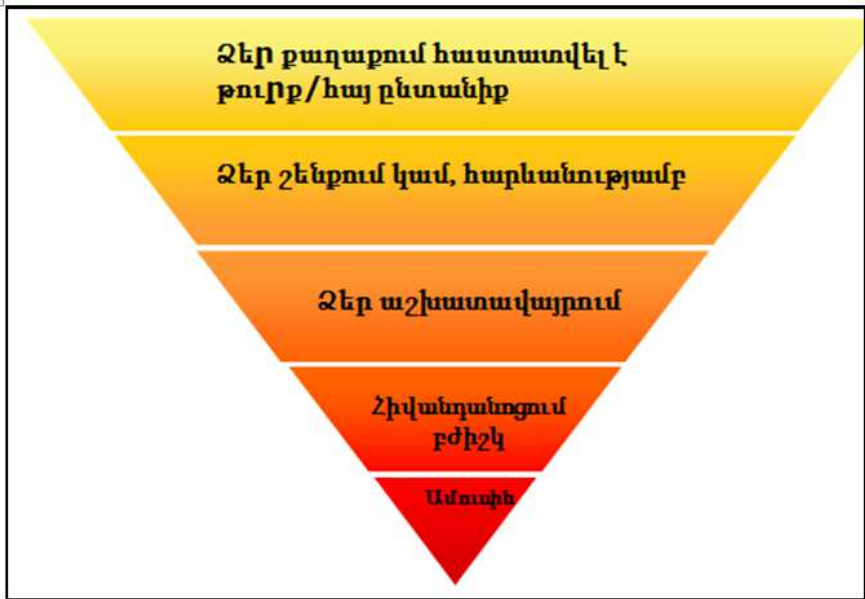 Ձեր քաղաքում հաստատվել է
թուրք/հայ ընտանիք
Ձեր շենքում կամ, հարևանությամբ
Ձեր աշխատավայրում
Հիվանդանոցում
բժիշկ
Ամուսին